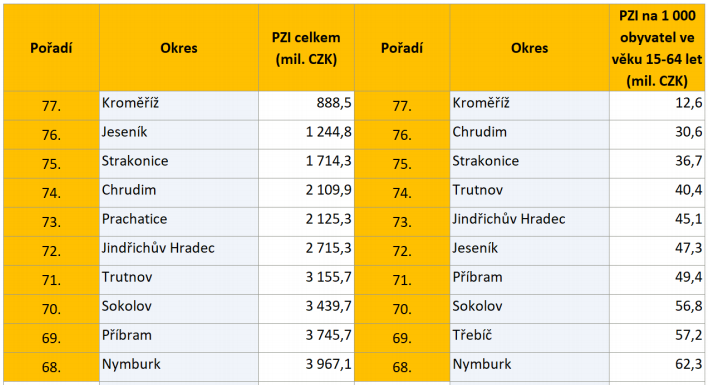 Pořadí Okres PZI celkem (mil. CZK) Pořadí Okres PZI na 1 000 obyvatel ve věku 15-64 let (mil. CZK)
77. Kroměříž 888,5 77. Kroměříž 12,6
76. Jeseník 1 244,8 76. Chrudim 30,6
75. Strakonice 1 714,3 75. Strakonice 36,7
74. Chrudim 2 109,9 74. Trutnov 40,4
73. Prachatice 2 125,3 73. Jindřichův Hradec 45,1
72. Jindřichův Hradec 2 715,3 72. Jeseník 47,3
71. Trutnov 3 155,7 71. Příbram 49,4
70. Sokolov 3 439,7 70. Sokolov 56,8
69. Příbram 3 745,7 69. Třebíč 57,2
68. Nymburk 3 967,1 68. Nymburk 62,3